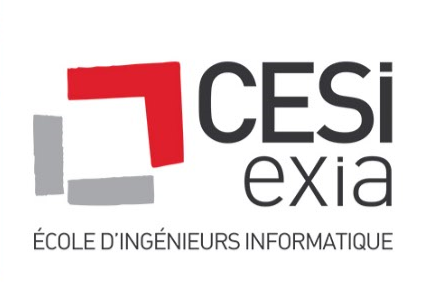 CESi
exia
ÉCOLE D'INGÉNIEURS INFORMATIQUE